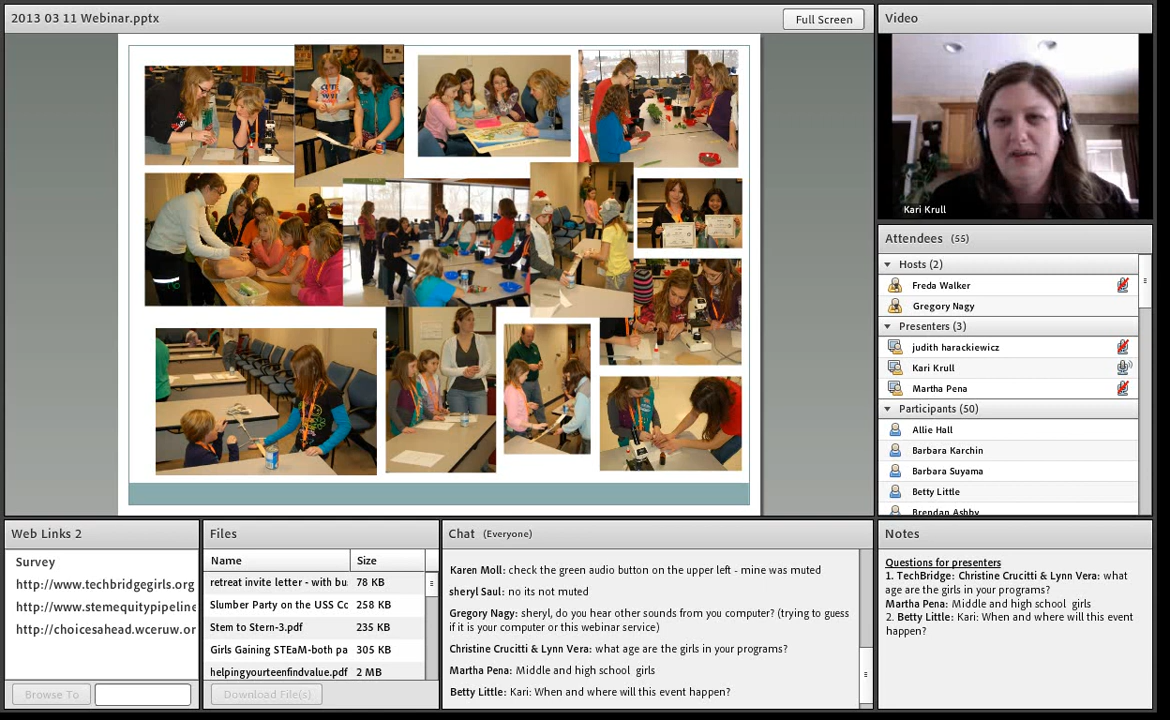 2013 03 11 Webinar.pptx
Full Screen
Video
Kari Krull
Attendees (55)
Hosts (2)
Freda Walker
Gregory Nagy
Presenters (3)
judith harackiewicz
Kari Krull
Martha Pena
Participants (50)
Allie Hall
Barbara Karchin
Barbara Suyama
Betty Little
Brendan Ashby
Web Links 2
Survey
http://www.techbridgegirls.org
http://www.stemequitypipeline
http://choicesahead.wceruw.or
Browse To
Files
Name Size
retreat invite letter - with bu: 78 KB
Slumber Party on the USS Cc 258 KB
Stem to Stern-3.pdf 235 KB
Girls Gaining STEaM-both pa 305 KB
helpingyourteenfindvalue.pdf 2 MB
Download File(s)
Chat (Everyone)
Karen Moll: check the green audio button on the upper left - mine was muted
sheryl Saul: no its not muted
Gregory Nagy: sheryl, do you hear other sounds from you computer? (trying to guess
if it is your computer or this webinar service)
Christine Crucitti & Lynn Vera: what age are the girls in your programs?
Martha Pena: Middle and high school girls
Betty Little: Kari: When and where will this event happen?
Notes
Questions for presenters
1. TechBridge: Christine Crucitti & Lynn Vera: what
age are the girls in your programs?
Martha Pena: Middle and high school girls
2. Betty Little: Kari: When and where will this event
happen?